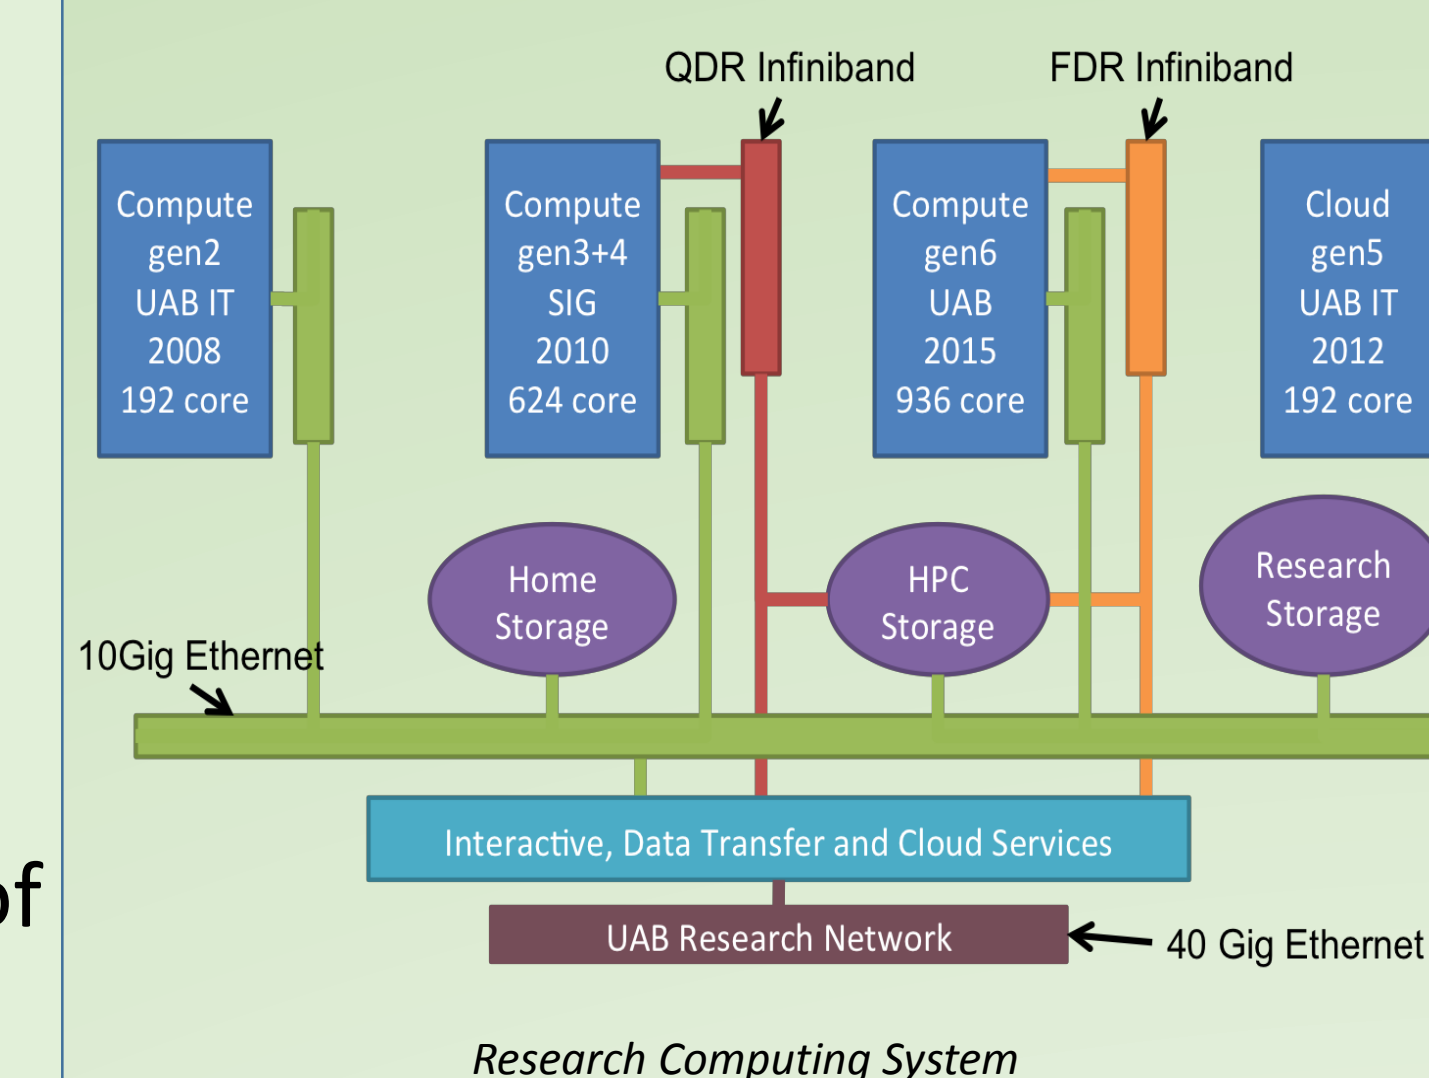 QDR Infiniband
FDR Infiniband
Compute
gen2
UAB IT
2008
192 core
Compute
gen3+4
SIG
2010
624 core
Compute
gen6
UAB
2015
936 core
Cloud
gen5
UAB IT
2012
192 core
Home
Storage
HPC
Storage
Research
Storage
10Gig Ethernet
Interactive, Data Transfer and Cloud Services
of
UAB Research Network
40 Gig Ethernet
Research Computing System